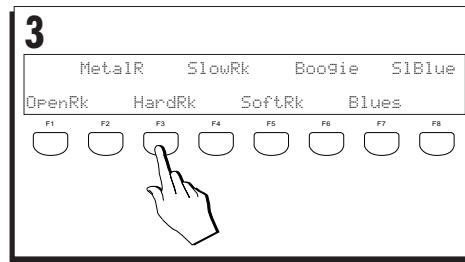 3
MetalR SlowRk Boogie SlBlue
OpenRk HardRk SoftRk Blues
F1 F2 F3 F4 F5 F6 F7 F8